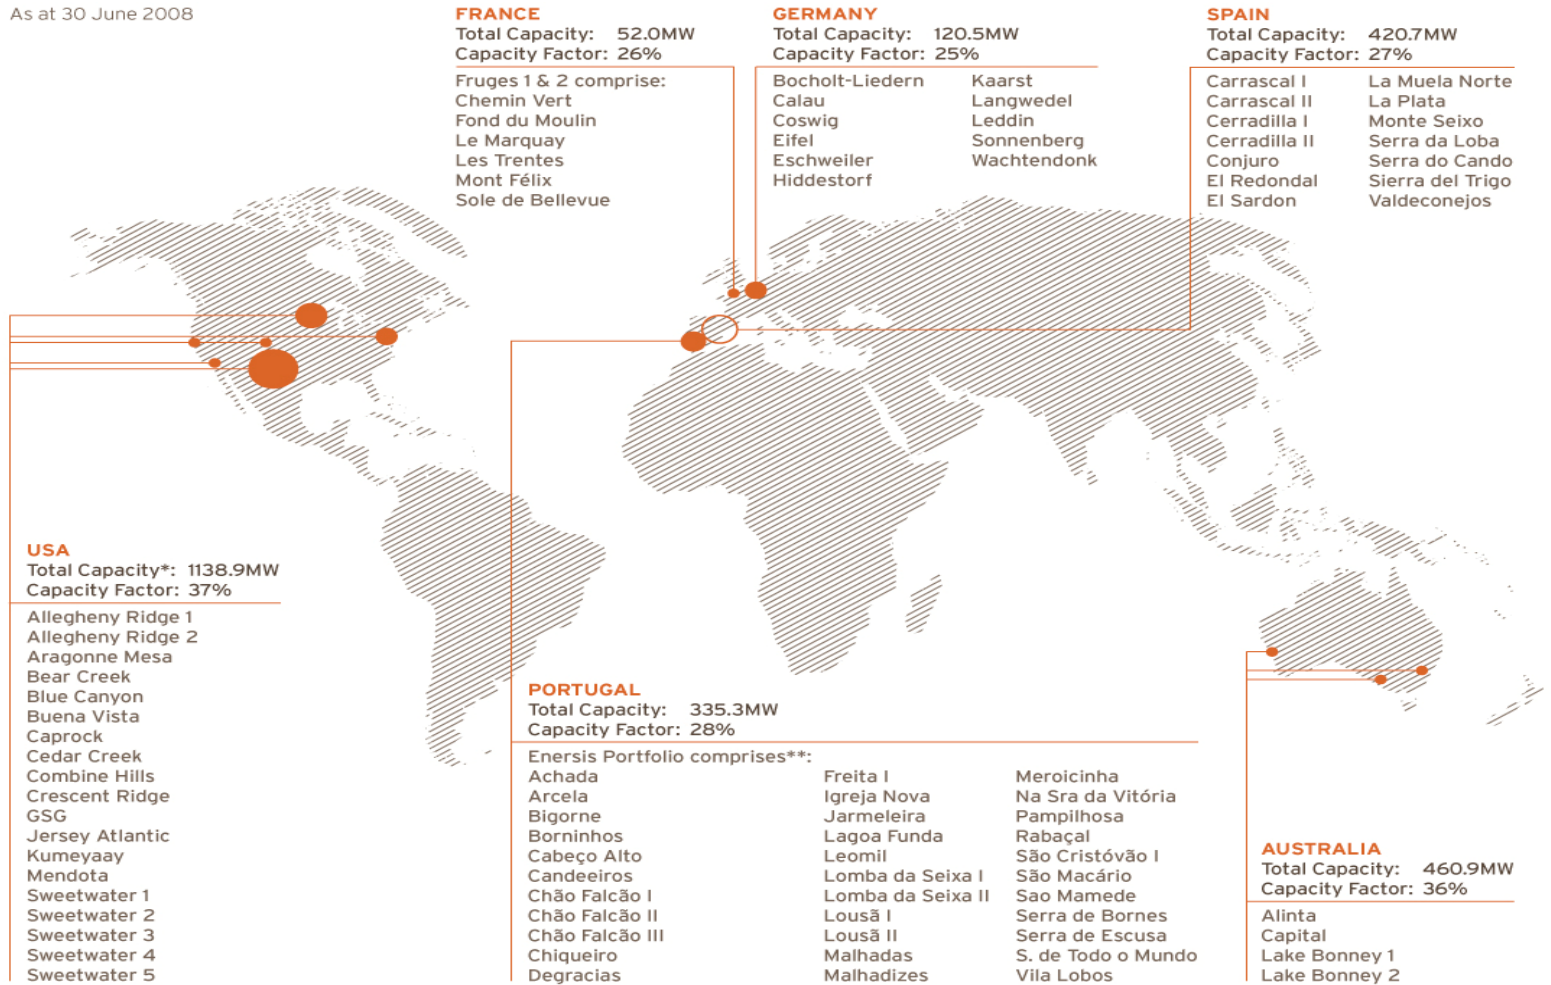 As at 30 June 2008
FRANCE
Total Capacity: 52.0MW
Capacity Factor: 26%
Fruges 1 & 2 comprise:
Chemin Vert
Fond du Moulin
Le Marquay
Les Trentes
Mont Félix
Sole de Bellevue
GERMANY
Total Capacity: 120.5MW
Capacity Factor: 25%
Bocholt-Liedern
Calau
Coswig
Eifel
Eschweiler
Hiddestorf
Kaarst
Langwedel
Leddin
Sonnenberg
Wachtendonk
SPAIN
Total Capacity: 420.7MW
Capacity Factor: 27%
Carrascal I
Carrascal II
Cerradilla I
Cerradilla II
Conjuro
El Redondal
El Sardon
La Muela Norte
La Plata
Monte Seixo
Serra da Loba
Serra do Cando
Sierra del Trigo
Valdeconejos
USA
Total Capacity*: 1138.9MW
Capacity Factor: 37%
Allegheny Ridge 1
Allegheny Ridge 2
Aragonne Mesa
Bear Creek
Blue Canyon
Buena Vista
Caprock
Cedar Creek
Combine Hills
Crescent Ridge
GSG
Jersey Atlantic
Kumeyaay
Mendota
Sweetwater 1
Sweetwater 2
Sweetwater 3
Sweetwater 4
Sweetwater 5
PORTUGAL
Total Capacity: 335.3MW
Capacity Factor: 28%
Enersis Portfolio comprises**:
Achada
Arcela
Bigorne
Borninhos
Cabeço Alto
Candeeiros
Chão Falcão I
Chão Falcão II
Chão Falcão III
Chiqueiro
Degracias
Freita I
Igreja Nova
Jarmeleira
Lagoa Funda
Leomil
Lomba da Seixa I
Lomba da Seixa II
Lousã I
Lousã II
Malhadas
Malhadizes
Meroicinha
Na Sra da Vitória
Pampilhosa
Rabaçal
São Cristóvão I
São Macário
Sao Mamede
Serra de Bornes
Serra de Escusa
S. de Todo o Mundo
Vila Lobos
AUSTRALIA
Total Capacity: 460.9MW
Capacity Factor: 36%
Alinta
Capital
Lake Bonney 1
Lake Bonney 2